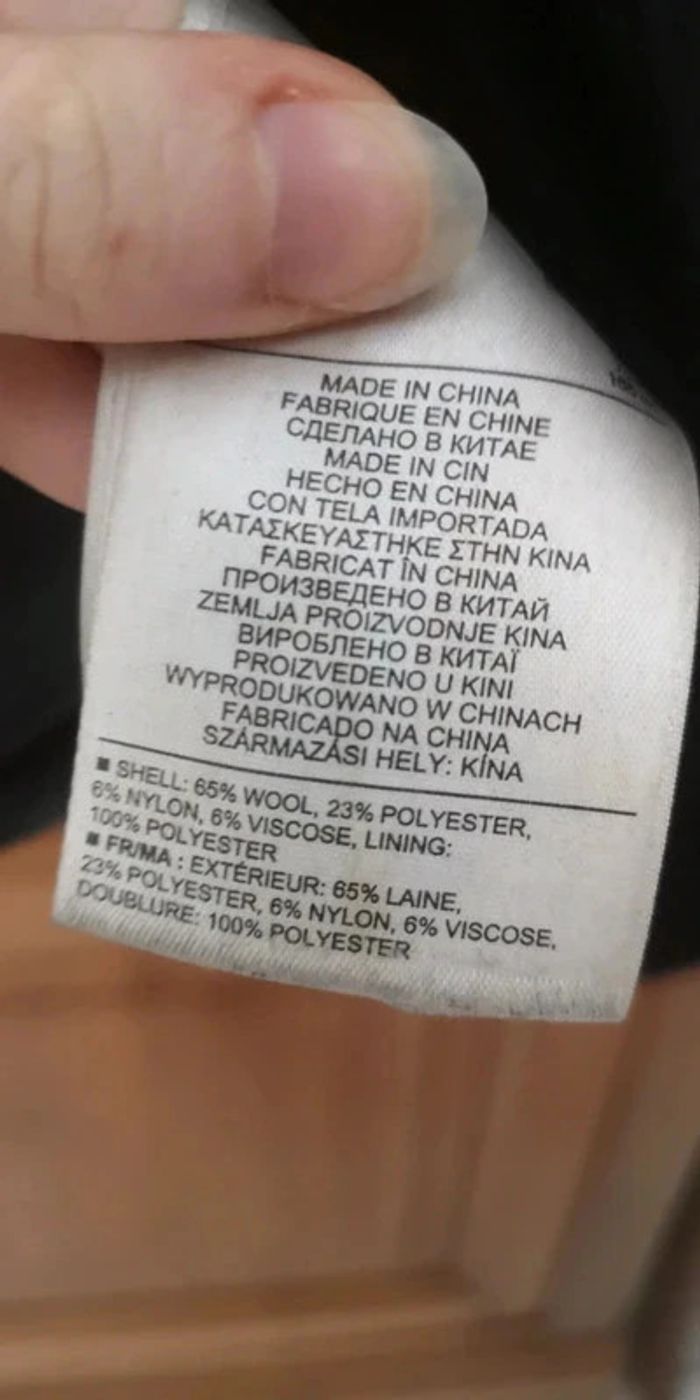 MADE IN CHINA
FABRIQUE EN CHINE
СДЕЛАНО В КИТАЕ
MADE IN CIN
HECHO EN CHINA
CON TELA IMPORTADA
ΚΑΤΑΣΚΕΥΑΣΤΗΚΕ ΣΤΗΝ ΚΙΝΑ
FABRICAT ÎN CHINA
ПРОИЗВЕДЕНО В КИТАЙ
ZEMLJA PROIZVODNJE KINA
ВИРОБЛЕНО В КИТАЇ
PROIZVEDENO U KINI
WYPRODUKOWANO W CHINACH
FABRICADO NA CHINA
SZÁRMAZÁSI HELY: KÍNA
■ SHELL: 65% WOOL, 23% POLYESTER,
6% NYLON, 6% VISCOSE, LINING:
100% POLYESTER
■ FR/MA : EXTÉRIEUR: 65% LAINE,
23% POLYESTER, 6% NYLON, 6% VISCOSE,
DOUBLURE: 100% POLYESTER